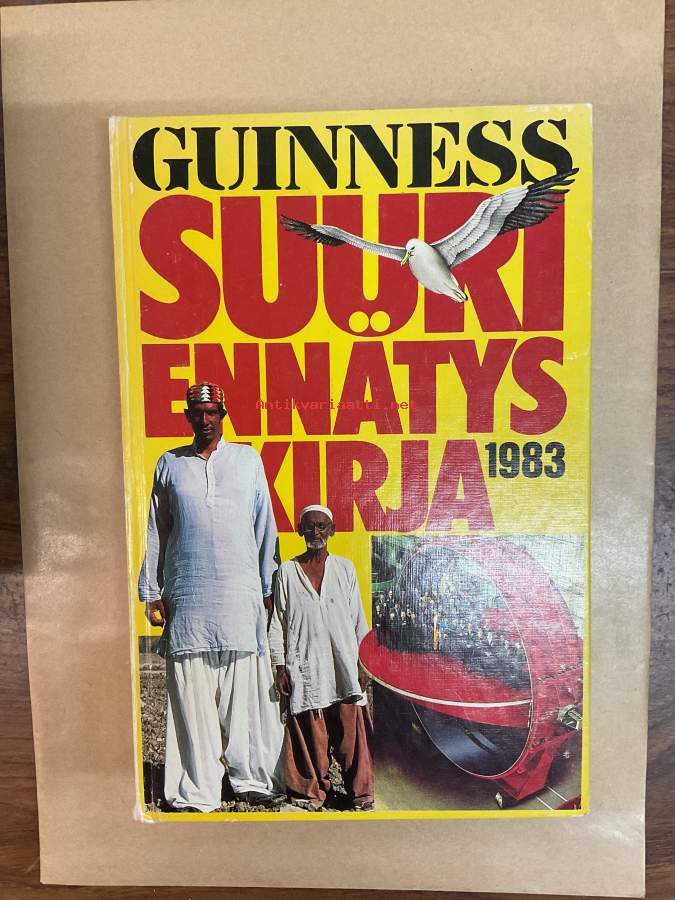 GUINNESS
SUURI
ENNÄTYS
Antikvariaatti.net
KIRJA 1983